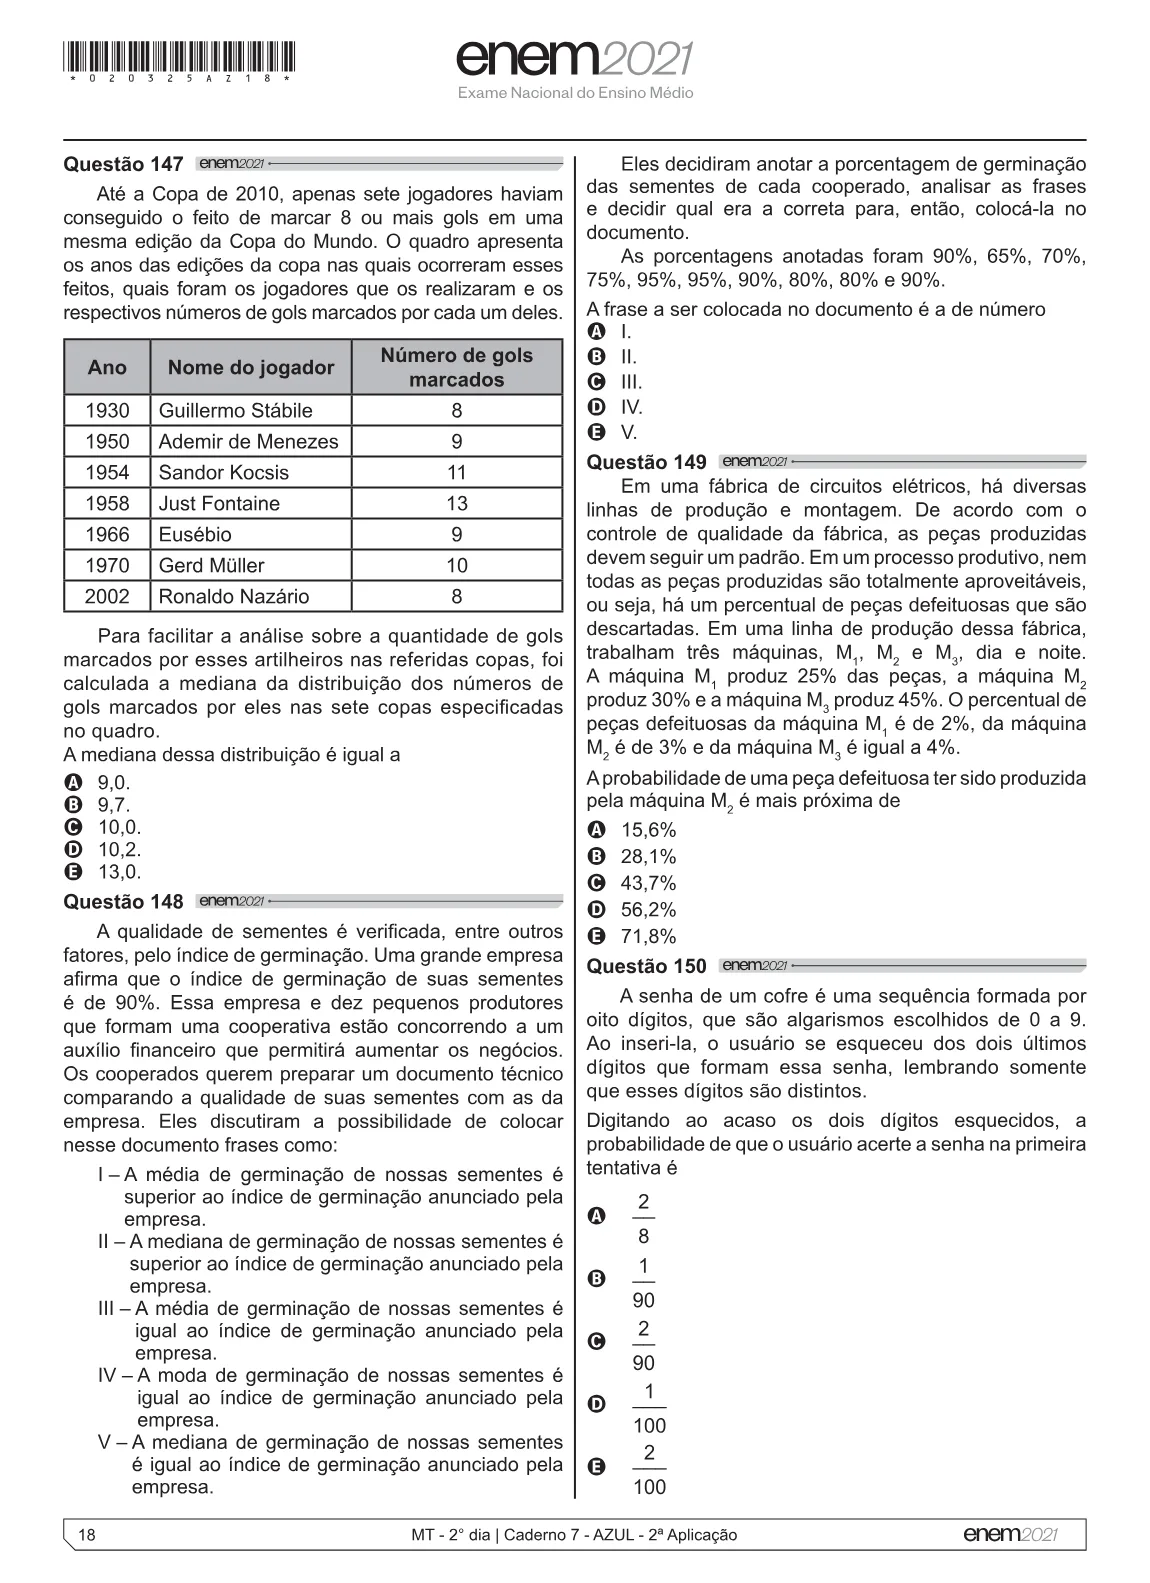 *020325AZ18*
enem2021
Exame Nacional do Ensino Médio
Questão 147 enem2021
Até a Copa de 2010, apenas sete jogadores haviam
conseguido o feito de marcar 8 ou mais gols em uma
mesma edição da Copa do Mundo. O quadro apresenta
os anos das edições da copa nas quais ocorreram esses
feitos, quais foram os jogadores que os realizaram e os
respectivos números de gols marcados por cada um deles.
Ano Nome do jogador Número de gols
marcados
1930 Guillermo Stábile 8
1950 Ademir de Menezes 9
1954 Sandor Kocsis 11
1958 Just Fontaine 13
1966 Eusébio 9
1970 Gerd Müller 10
2002 Ronaldo Nazário 8
Para facilitar a análise sobre a quantidade de gols
marcados por esses artilheiros nas referidas copas, foi
calculada a mediana da distribuição dos números de
gols marcados por eles nas sete copas especificadas
no quadro.
A mediana dessa distribuição é igual a
A 9,0.
B 9,7.
C 10,0.
D 10,2.
E 13,0.
Questão 148 enem2021
A qualidade de sementes é verificada, entre outros
fatores, pelo índice de germinação. Uma grande empresa
afirma que o índice de germinação de suas sementes
é de 90%. Essa empresa e dez pequenos produtores
que formam uma cooperativa estão concorrendo a um
auxílio financeiro que permitirá aumentar os negócios.
Os cooperados querem preparar um documento técnico
comparando a qualidade de suas sementes com as da
empresa. Eles discutiram a possibilidade de colocar
nesse documento frases como:
I – A média de germinação de nossas sementes é
superior ao índice de germinação anunciado pela
empresa.
II – A mediana de germinação de nossas sementes é
superior ao índice de germinação anunciado pela
empresa.
III – A média de germinação de nossas sementes é
igual ao índice de germinação anunciado pela
empresa.
IV – A moda de germinação de nossas sementes é
igual ao índice de germinação anunciado pela
empresa.
V – A mediana de germinação de nossas sementes
é igual ao índice de germinação anunciado pela
empresa.
Eles decidiram anotar a porcentagem de germinação
das sementes de cada cooperado, analisar as frases
e decidir qual era a correta para, então, colocá-la no
documento.
As porcentagens anotadas foram 90%, 65%, 70%,
75%, 95%, 95%, 90%, 80%, 80% e 90%.
A frase a ser colocada no documento é a de número
A I.
B II.
C III.
D IV.
E V.
Questão 149 enem2021
Em uma fábrica de circuitos elétricos, há diversas
linhas de produção e montagem. De acordo com o
controle de qualidade da fábrica, as peças produzidas
devem seguir um padrão. Em um processo produtivo, nem
todas as peças produzidas são totalmente aproveitáveis,
ou seja, há um percentual de peças defeituosas que são
descartadas. Em uma linha de produção dessa fábrica,
trabalham três máquinas, M₁, M₂ e M₃, dia e noite.
A máquina M₁ produz 25% das peças, a máquina M₂
produz 30% e a máquina M₃ produz 45%. O percentual de
peças defeituosas da máquina M₁ é de 2%, da máquina
M₂ é de 3% e da máquina M₃ é igual a 4%.
A probabilidade de uma peça defeituosa ter sido produzida
pela máquina M₂ é mais próxima de
A 15,6%
B 28,1%
C 43,7%
D 56,2%
E 71,8%
Questão 150 enem2021
A senha de um cofre é uma sequência formada por
oito dígitos, que são algarismos escolhidos de 0 a 9.
Ao inseri-la, o usuário se esqueceu dos dois últimos
dígitos que formam essa senha, lembrando somente
que esses dígitos são distintos.
Digitando ao acaso os dois dígitos esquecidos, a
probabilidade de que o usuário acerte a senha na primeira
tentativa é
A 2/8
B 1/90
C 2/90
D 1/100
E 2/100
18 MT - 2° dia | Caderno 7 - AZUL - 2ª Aplicação enem2021